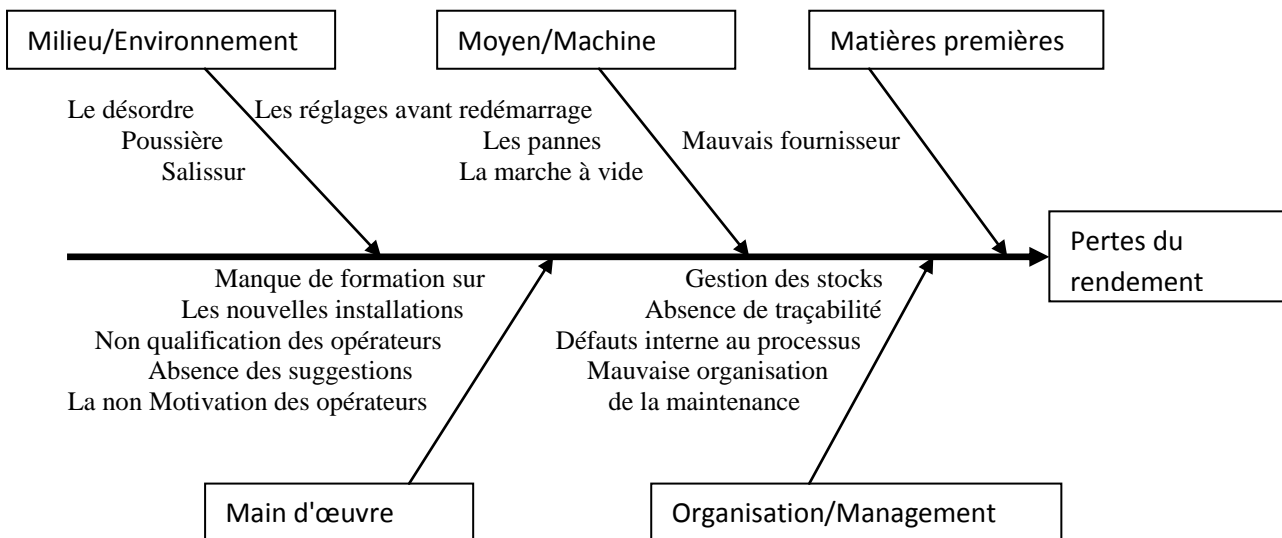 Milieu/Environnement
Moyen/Machine
Matières premières
Le désordre
Poussière
Salissur
Les réglages avant redémarrage
Les pannes
La marche à vide
Mauvais fournisseur
Pertes du
rendement
Manque de formation sur
Les nouvelles installations
Non qualification des opérateurs
Absence des suggestions
La non Motivation des opérateurs
Gestion des stocks
Absence de traçabilité
Défauts interne au processus
Mauvaise organisation
de la maintenance
Main d'œuvre
Organisation/Management